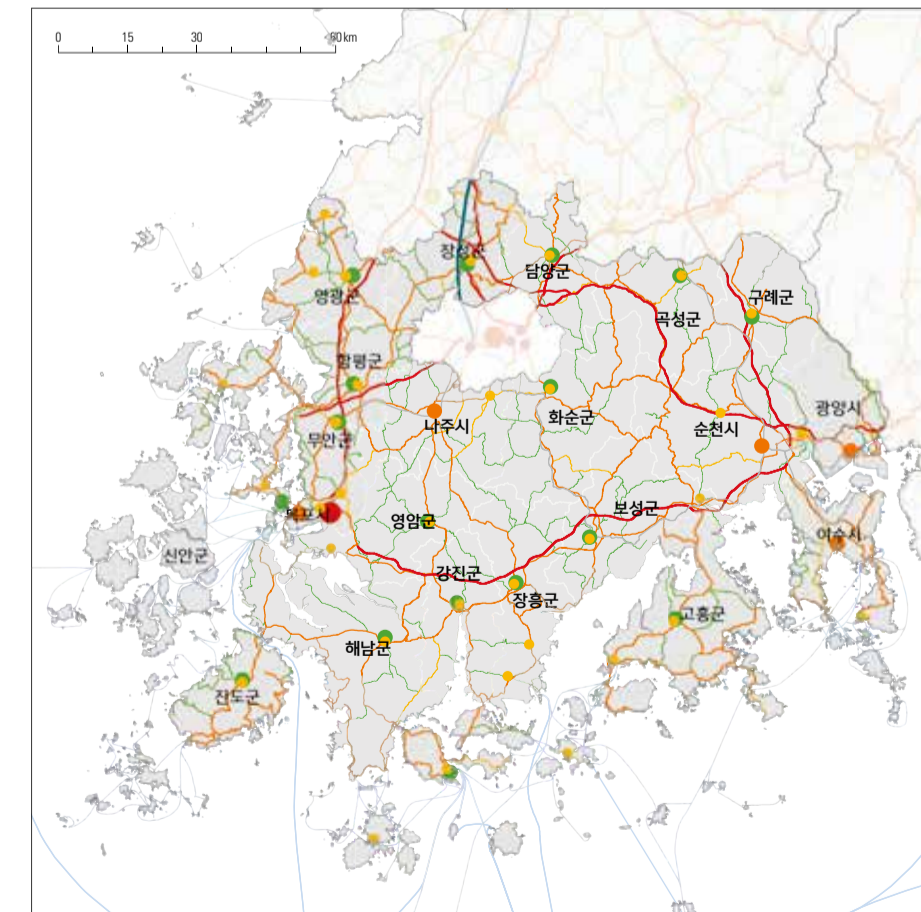 0 15 30 60 km
장성군
담양군
영광군
구례군
곡성군
함평군
광양시
화순군
나주시
순천시
무안군
목포시
보성군
영암군
여수시
신안군
강진군
장흥군
고흥군
해남군
진도군